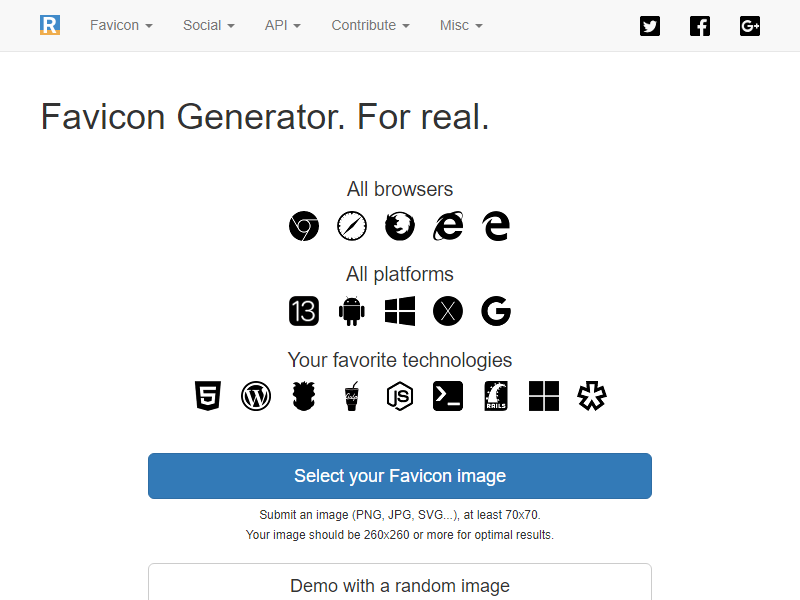 R Favicon Social API Contribute Misc G+
Favicon Generator. For real.
All browsers
All platforms
13 X G
Your favorite technologies
5 W Gulp JS RAILS
Select your Favicon image
Submit an image (PNG, JPG, SVG...), at least 70x70.
Your image should be 260x260 or more for optimal results.
Demo with a random image